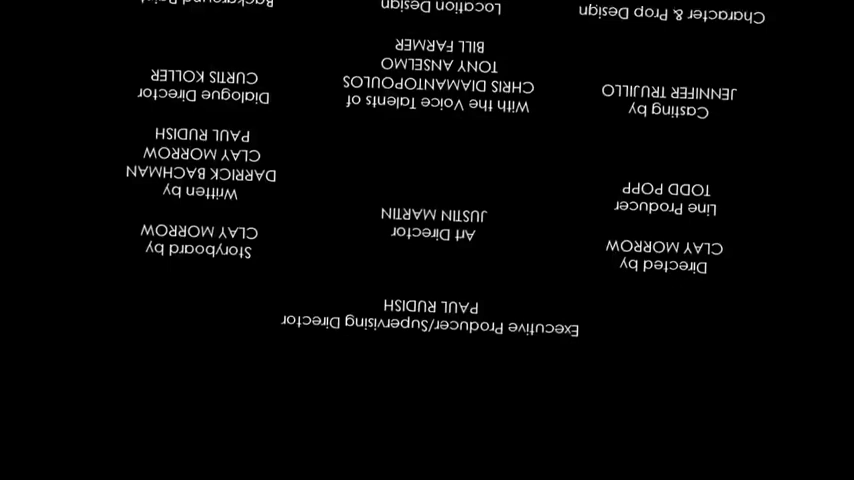 Executive Producer/Supervising Director
PAUL RUDISH
Directed by
CLAY MORROW
Art Director
JUSTIN MARTIN
Storyboard by
CLAY MORROW
Line Producer
TODD POPP
Written by
DARRICK BACHMAN
CLAY MORROW
PAUL RUDISH
Casting by
JENNIFER TRUJILLO
With the Voice Talents of
CHRIS DIAMANTOPOULOS
TONY ANSELMO
BILL FARMER
Dialogue Director
CURTIS KOLLER
Character & Prop Design
Location Design
Background